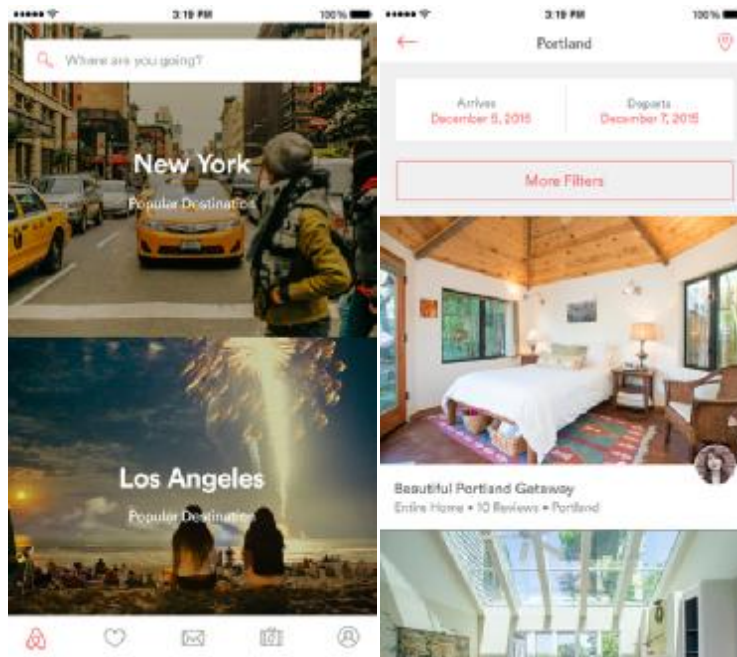 3:19 PM
100%
Where are you going?
New York
Popular Destination
Los Angeles
Popular Destination
3:19 PM
100%
Portland
Arrives
December 5, 2015
Departs
December 7, 2015
More Filters
Beautiful Portland Getaway
Entire Home • 10 Reviews • Portland